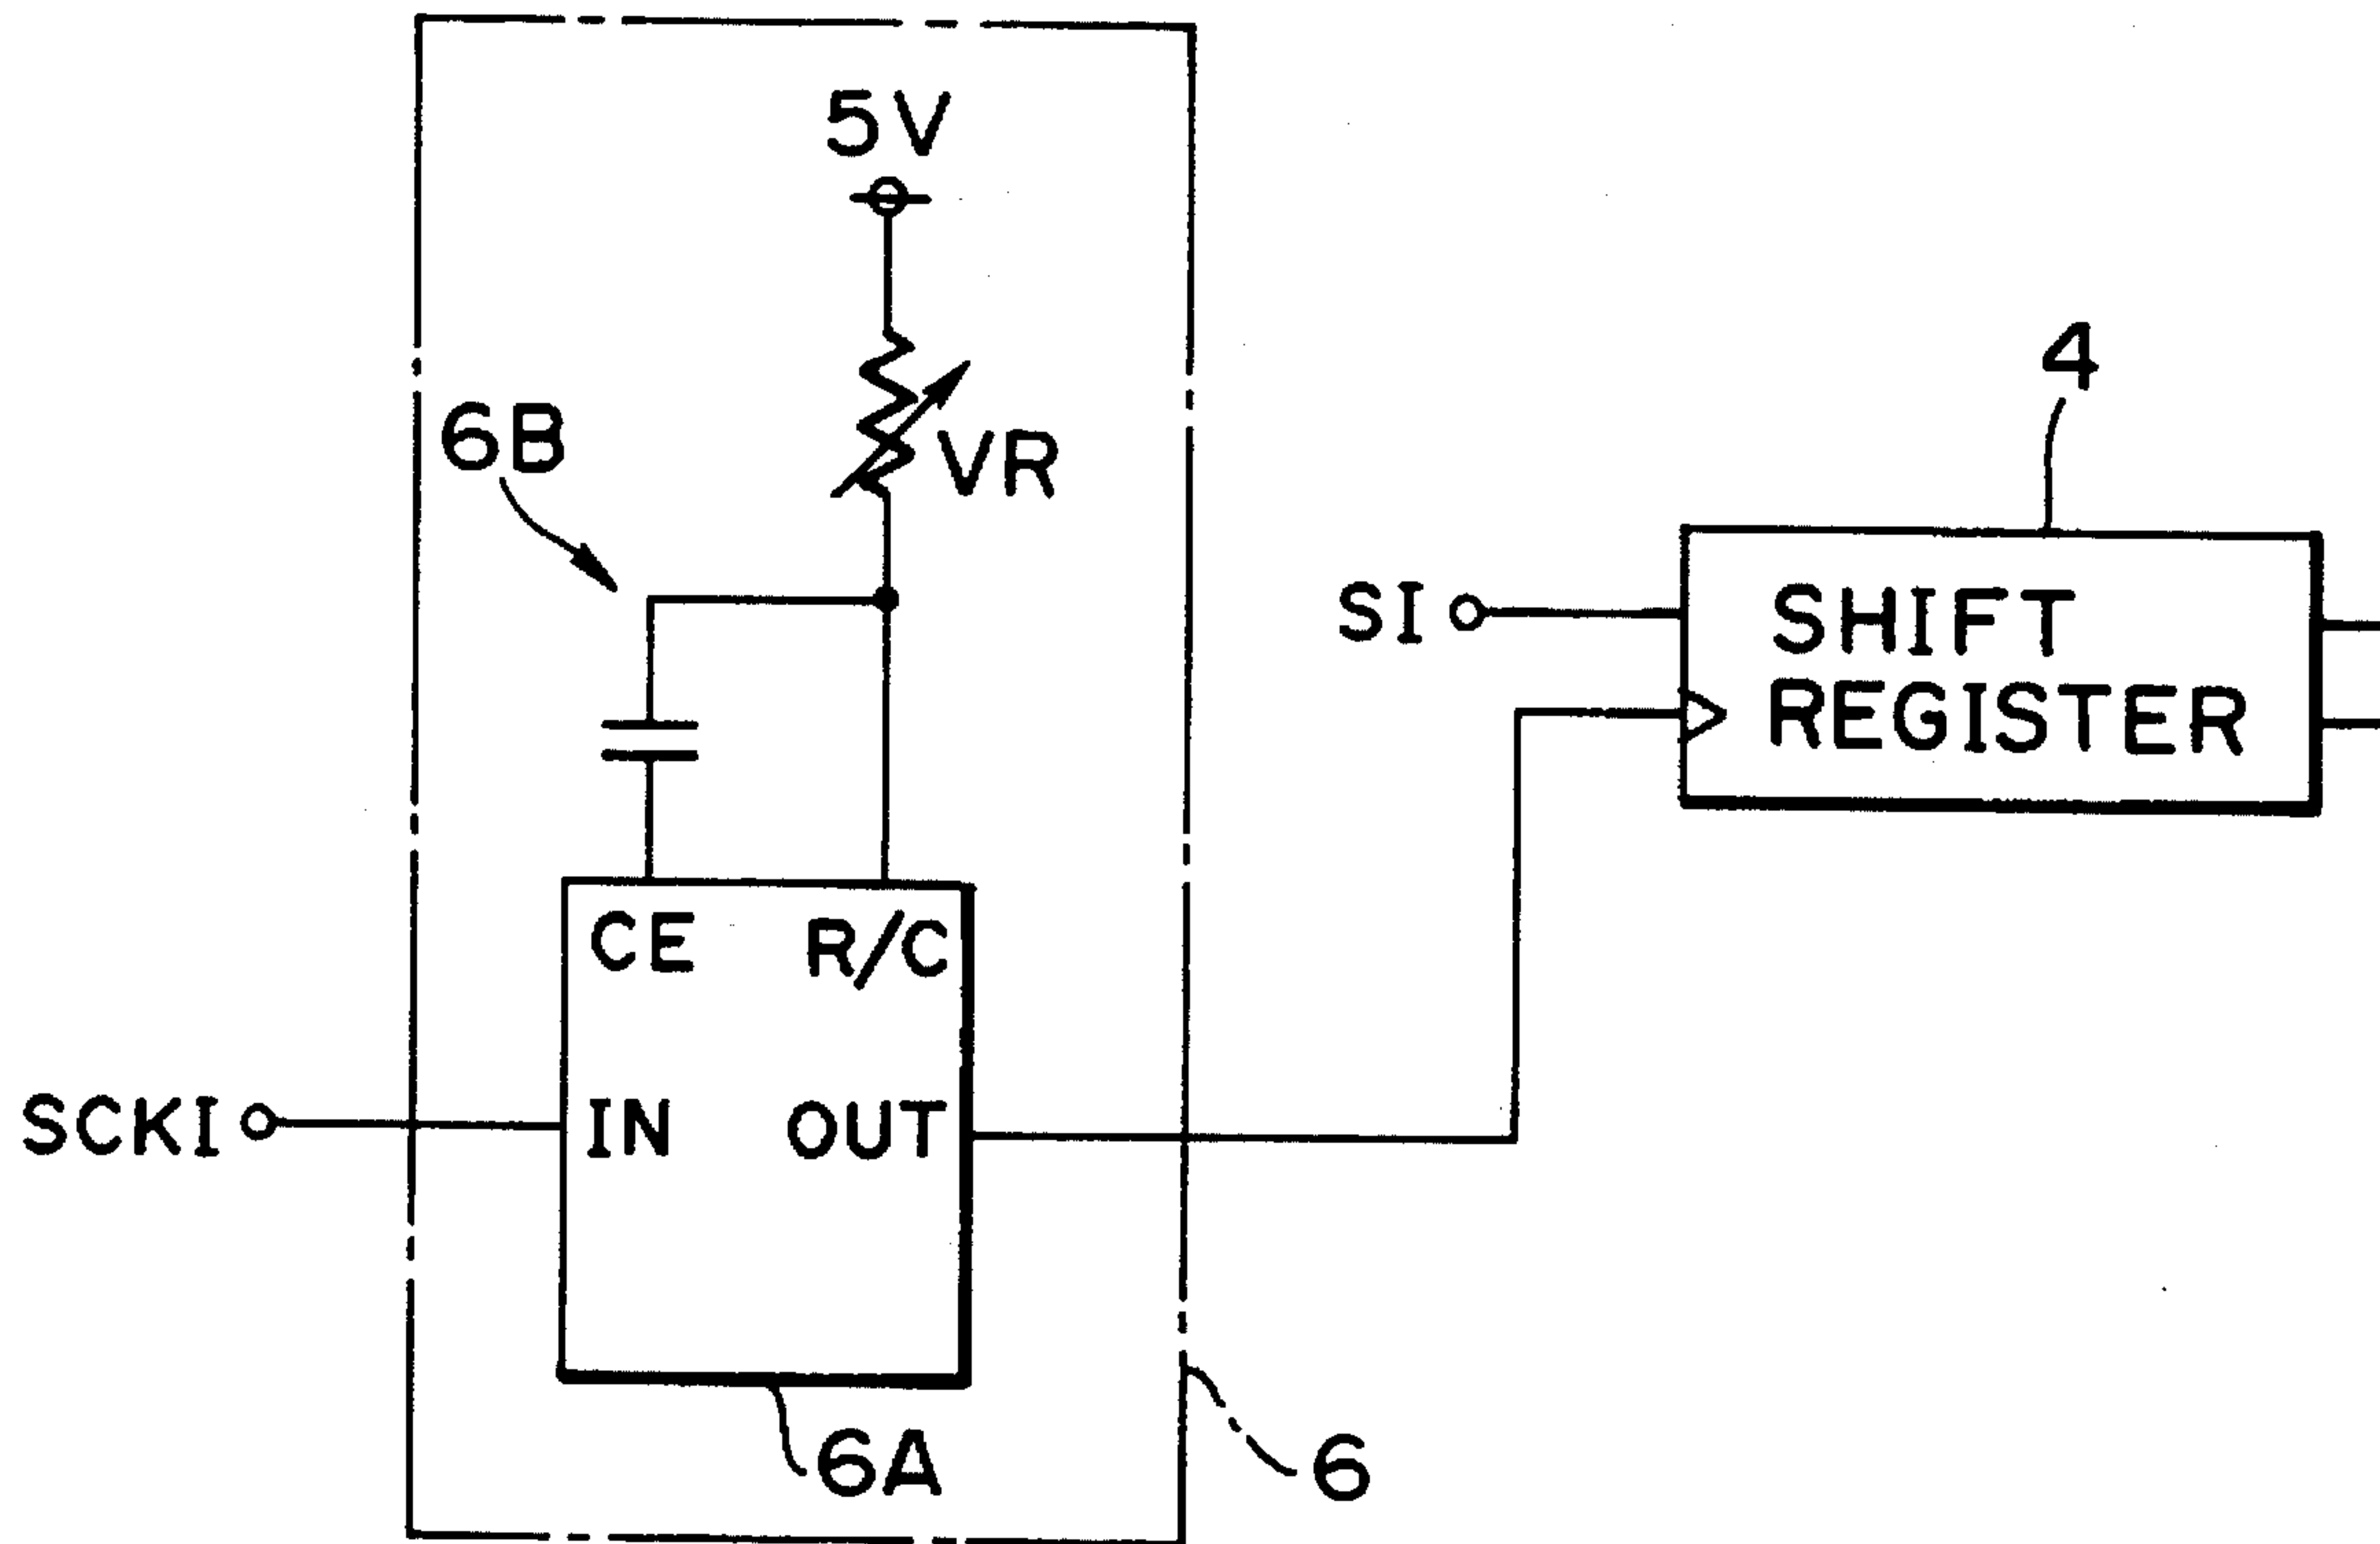 5V
VR
6B
4
SI
SHIFT
REGISTER
CE R/C
SCKI
IN OUT
6A
6